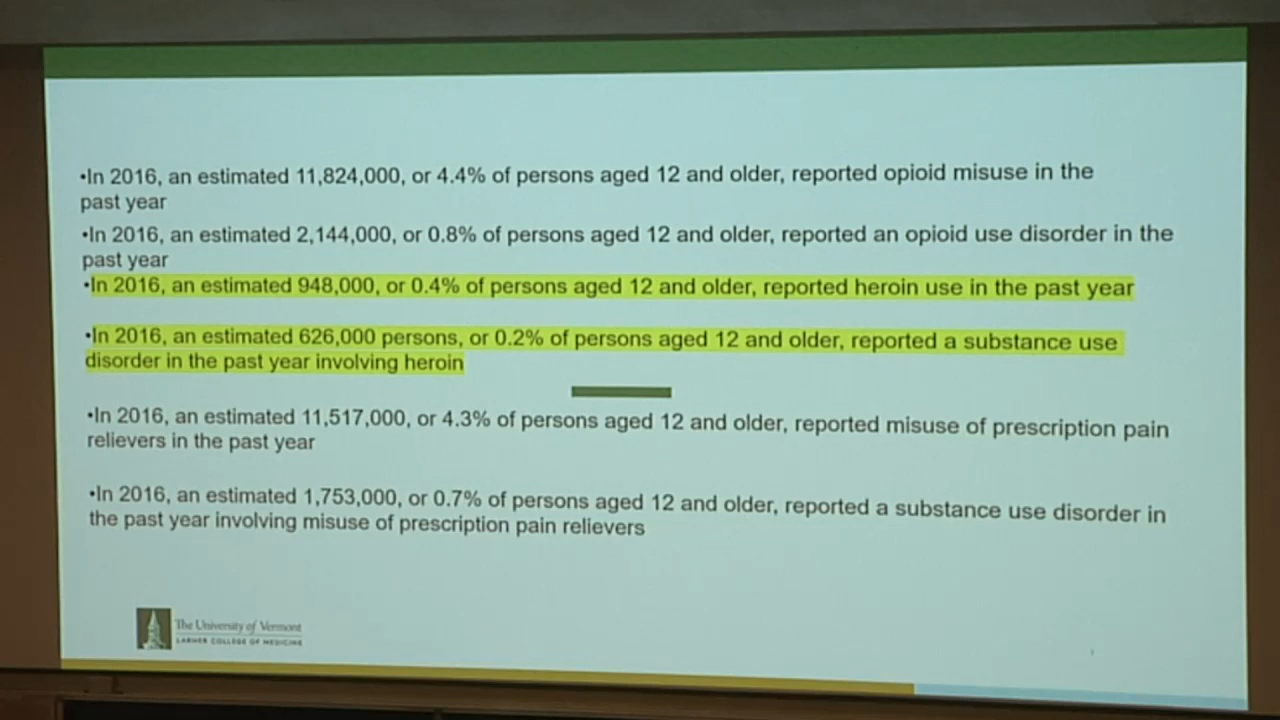 •In 2016, an estimated 11,824,000, or 4.4% of persons aged 12 and older, reported opioid misuse in the
past year
•In 2016, an estimated 2,144,000, or 0.8% of persons aged 12 and older, reported an opioid use disorder in the
past year
•In 2016, an estimated 948,000, or 0.4% of persons aged 12 and older, reported heroin use in the past year
•In 2016, an estimated 626,000 persons, or 0.2% of persons aged 12 and older, reported a substance use
disorder in the past year involving heroin
•In 2016, an estimated 11,517,000, or 4.3% of persons aged 12 and older, reported misuse of prescription pain
relievers in the past year
•In 2016, an estimated 1,753,000, or 0.7% of persons aged 12 and older, reported a substance use disorder in
the past year involving misuse of prescription pain relievers
The University of Vermont
LARNER COLLEGE OF MEDICINE